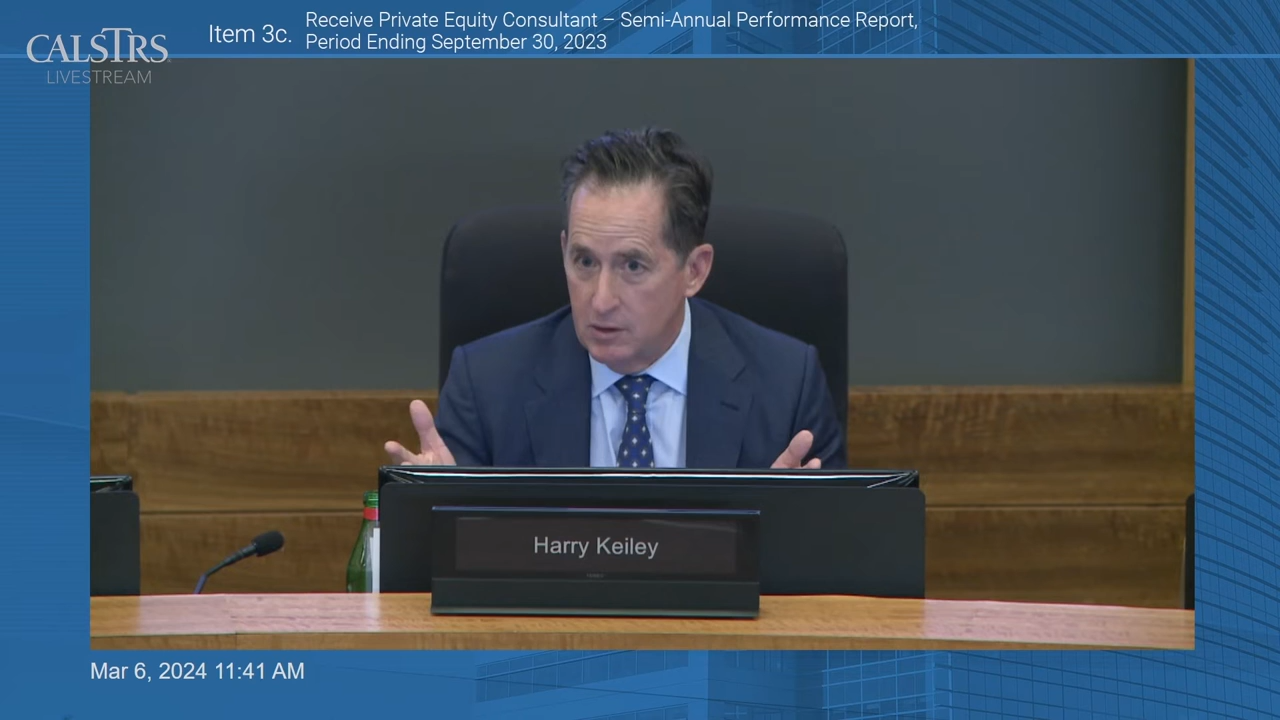 CALSTRS
LIVESTREAM
Item 3c.
Receive Private Equity Consultant – Semi-Annual Performance Report,
Period Ending September 30, 2023
Harry Keiley
Mar 6, 2024 11:41 AM